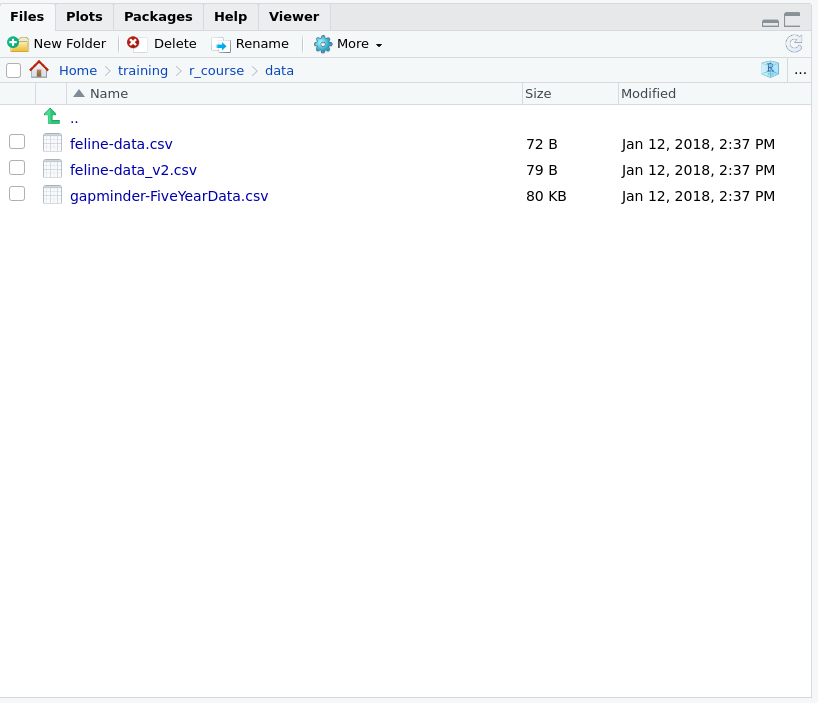 Files Plots Packages Help Viewer
New Folder Delete Rename More
Home training r_course data R ...
Name Size Modified
..
feline-data.csv 72 B Jan 12, 2018, 2:37 PM
feline-data_v2.csv 79 B Jan 12, 2018, 2:37 PM
gapminder-FiveYearData.csv 80 KB Jan 12, 2018, 2:37 PM